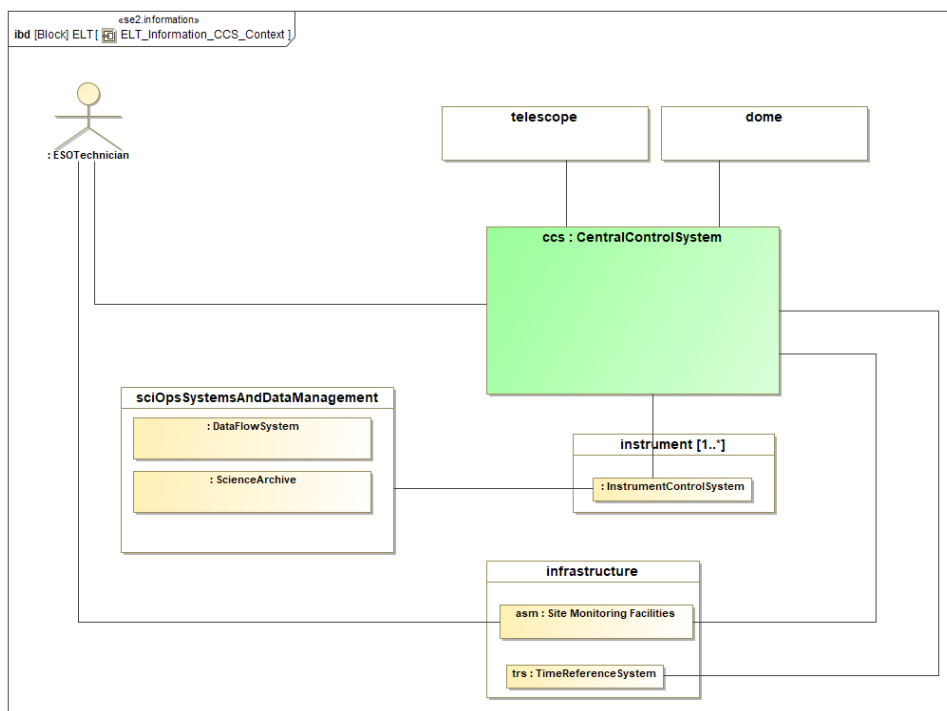 «se2.information»
ibd [Block] ELT[ ELT_Information_CCS_Context ]
: ESOTechnician
telescope
dome
ccs : CentralControlSystem
sciOpsSystemsAndDataManagement
: DataFlowSystem
: ScienceArchive
instrument [1..*]
: InstrumentControlSystem
infrastructure
asm : Site Monitoring Facilities
trs : TimeReferenceSystem